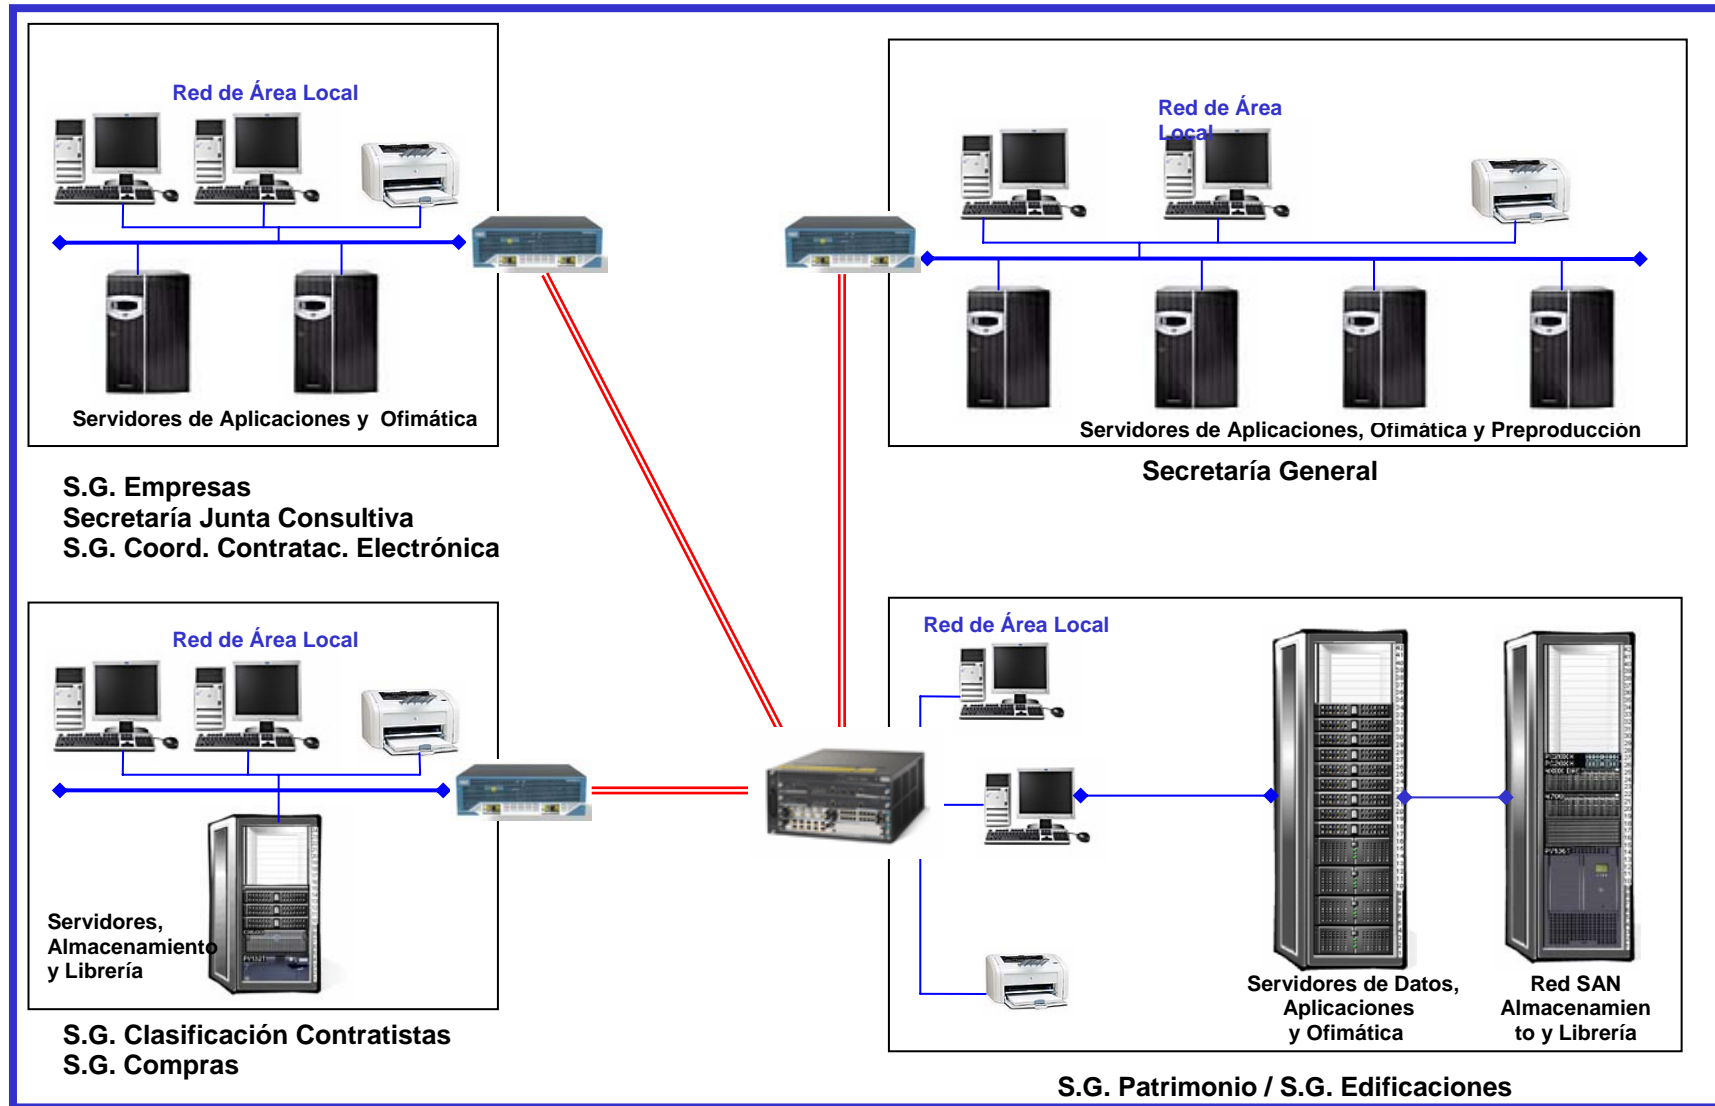 Red de Área Local
Servidores de Aplicaciones y Ofimática
S.G. Empresas
Secretaría Junta Consultiva
S.G. Coord. Contratac. Electrónica
Red de Área
Local
Servidores de Aplicaciones, Ofimática y Preproducción
Secretaría General
Red de Área Local
Servidores,
Almacenamiento
y Librería
S.G. Clasificación Contratistas
S.G. Compras
Red de Área Local
Servidores de Datos,
Aplicaciones
y Ofimática
Red SAN
Almacenamien
to y Librería
S.G. Patrimonio / S.G. Edificaciones